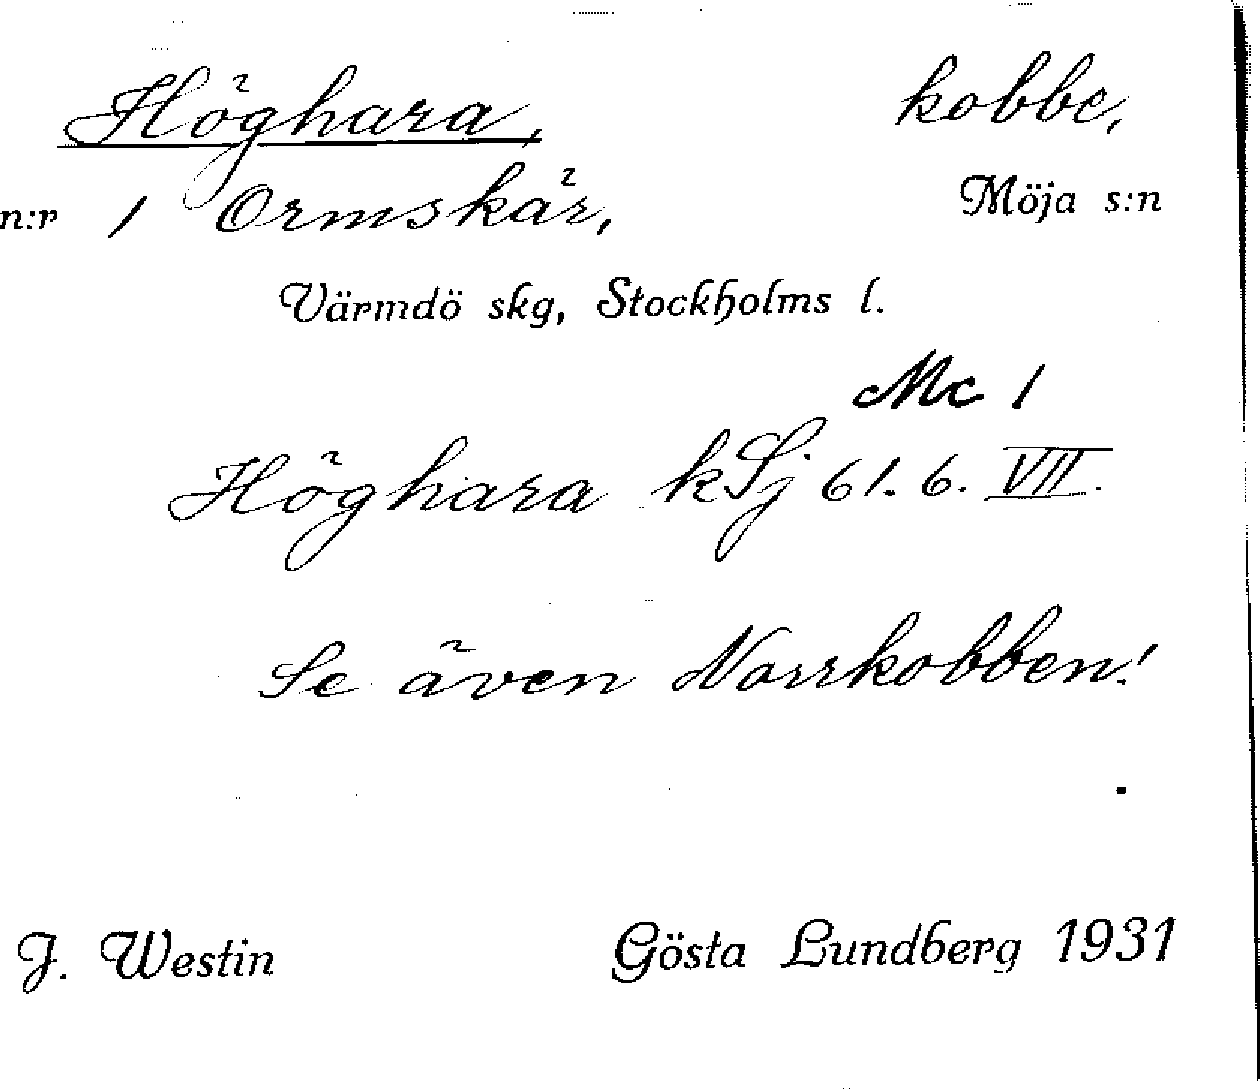 Höghara, kobbe,
n:r 1 Ormskär, Möja s:n
Värmdö skg, Stockholms l.
Mc 1
Höghara kSj 61. 6. VII.
Se även Norrkobben!
J. Westin Gösta Lundberg 1931